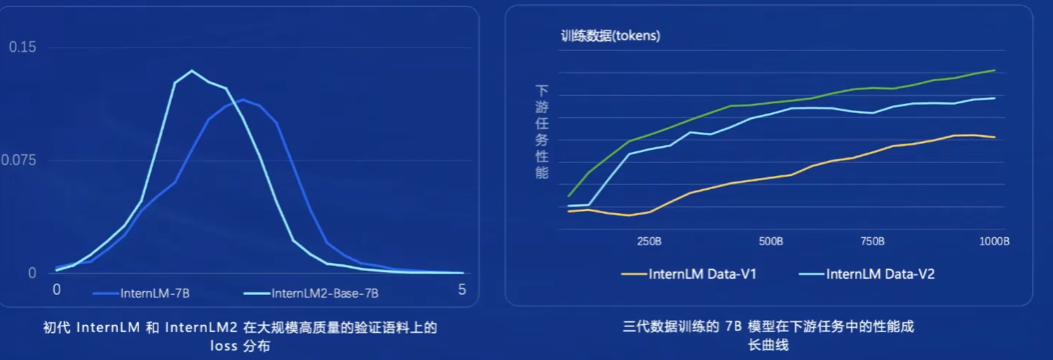 0.15
0.075
0
0
5
InternLM-7B
InternLM2-Base-7B
初代 InternLM 和 InternLM2 在大规模高质量的验证语料上的
loss 分布
训练数据(tokens)
下游任务性能
250B
500B
750B
1000B
InternLM Data-V1
InternLM Data-V2
三代数据训练的 7B 模型在下游任务中的性能成
长曲线